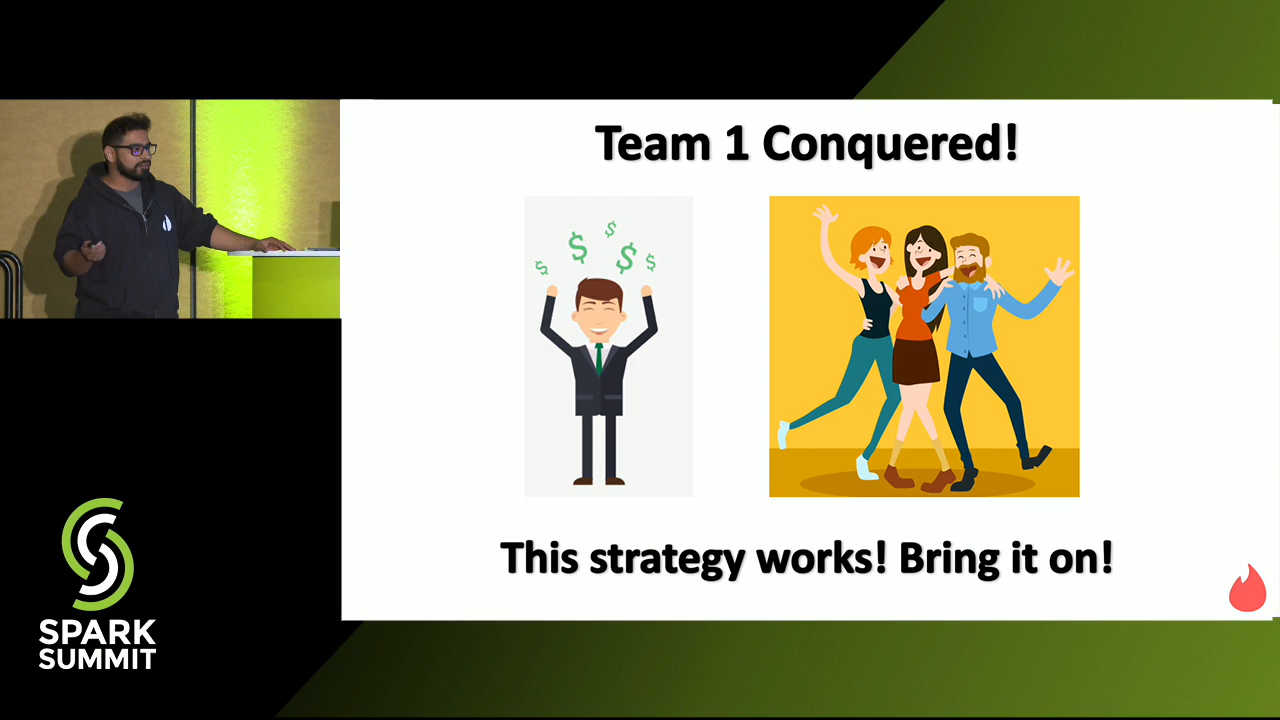 Team 1 Conquered!
$ $ $ $ $
This strategy works! Bring it on!
SPARK
SUMMIT